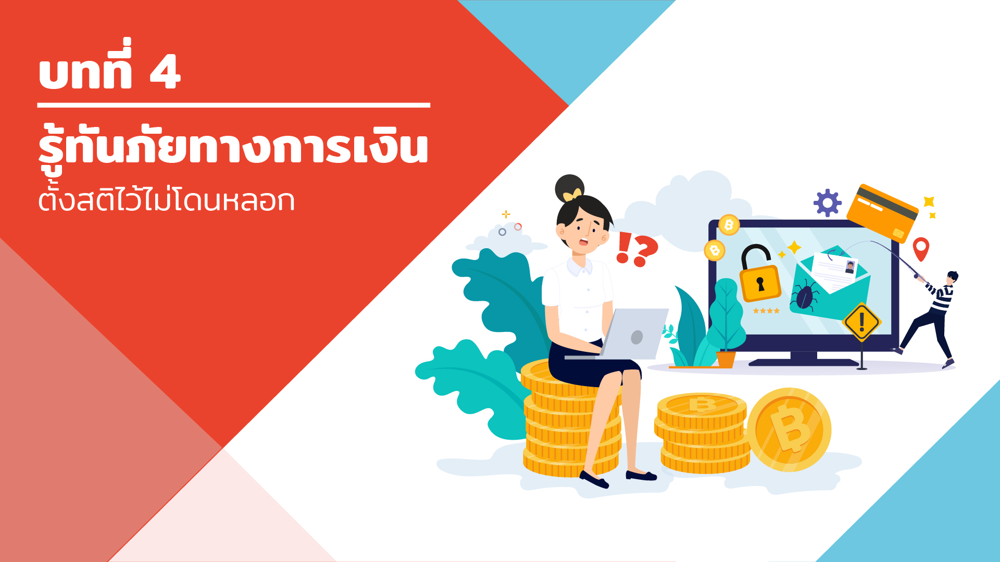 บทที่ 4
รู้ทันภัยทางการเงิน
ตั้งสติไว้ไม่โดนหลอก
!?